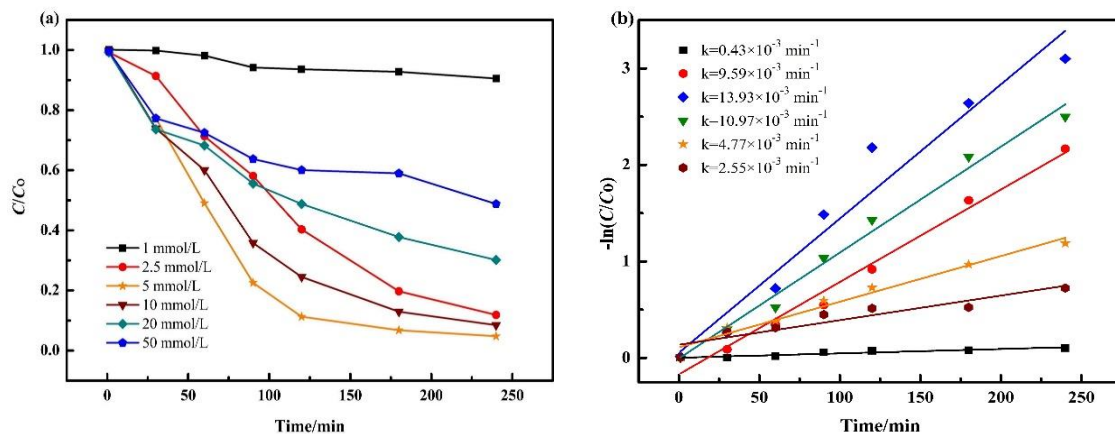 (a)
1.0
0.8
0.6
0.4
0.2
0.0
C/Co
1 mmol/L
2.5 mmol/L
5 mmol/L
10 mmol/L
20 mmol/L
50 mmol/L
0 50 100 150 200 250
Time/min
(b)
3
2
1
0
-ln(C/Co)
k=0.43×10⁻³ min⁻¹
k=9.59×10⁻³ min⁻¹
k=13.93×10⁻³ min⁻¹
k=10.97×10⁻³ min⁻¹
k=4.77×10⁻³ min⁻¹
k=2.55×10⁻³ min⁻¹
0 50 100 150 200 250
Time/min